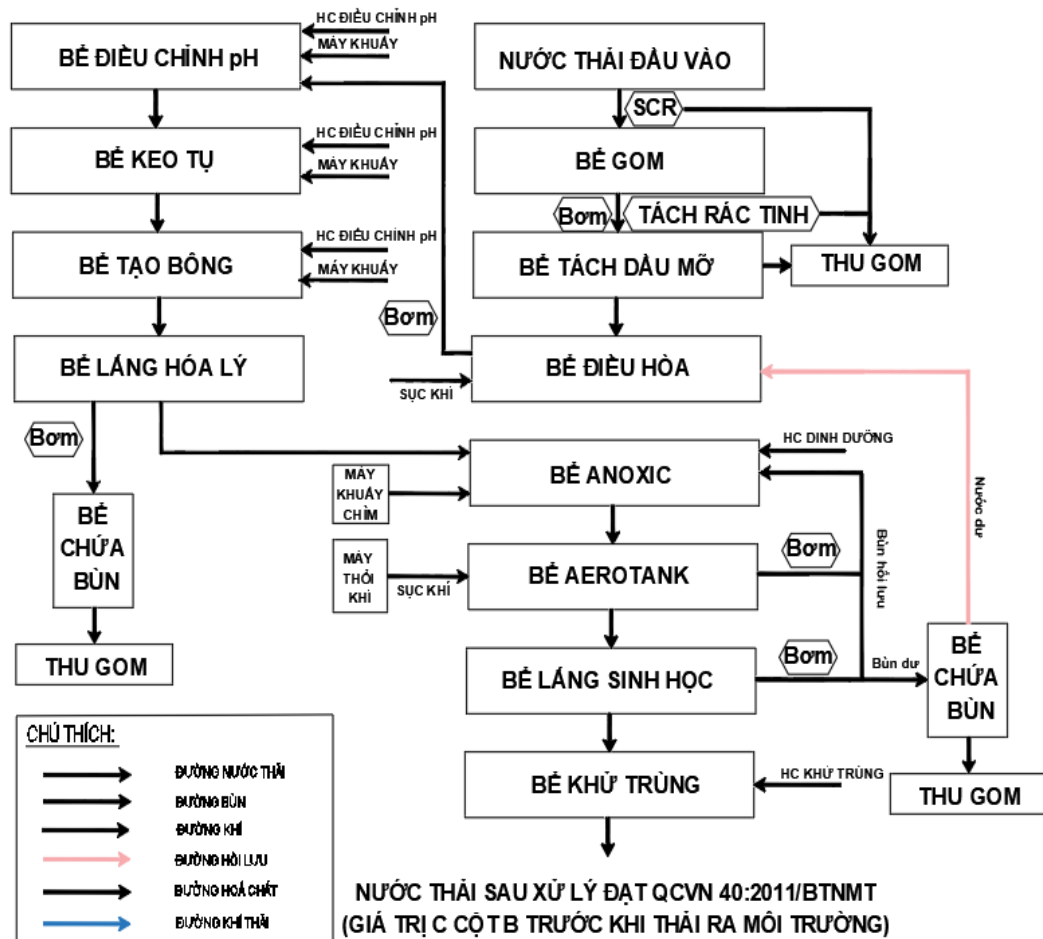 BỂ ĐIỀU CHỈNH pH
HC ĐIỀU CHỈNH pH
MÁY KHUẤY
BỂ KEO TỤ
HC ĐIỀU CHỈNH pH
MÁY KHUẤY
BỂ TẠO BÔNG
HC ĐIỀU CHỈNH pH
MÁY KHUẤY
BỂ LẮNG HÓA LÝ
Bơm
BỂ
CHỨA
BÙN
THU GOM
NƯỚC THẢI ĐẦU VÀO
SCR
BỂ GOM
Bơm
TÁCH RÁC TINH
BỂ TÁCH DẦU MỠ
THU GOM
Bơm
BỂ ĐIỀU HÒA
SỤC KHÍ
HC DINH DƯỠNG
BỂ ANOXIC
MÁY
KHUẤY
CHÌM
Bơm
BỂ AEROTANK
MÁY
THỔI
KHÍ
SỤC KHÍ
Bùn hồi lưu
Nước dư
Bơm
BỂ LẮNG SINH HỌC
Bùn dư
BỂ
CHỨA
BÙN
THU GOM
BỂ KHỬ TRÙNG
HC KHỬ TRÙNG
CHÚ THÍCH:
ĐƯỜNG NƯỚC THẢI
ĐƯỜNG BÙN
ĐƯỜNG KHÍ
ĐƯỜNG HỒI LƯU
ĐƯỜNG HOÁ CHẤT
ĐƯỜNG KHÍ THẢI
NƯỚC THẢI SAU XỬ LÝ ĐẠT QCVN 40:2011/BTNMT
(GIÁ TRỊ C CỘT B TRƯỚC KHI THẢI RA MÔI TRƯỜNG)